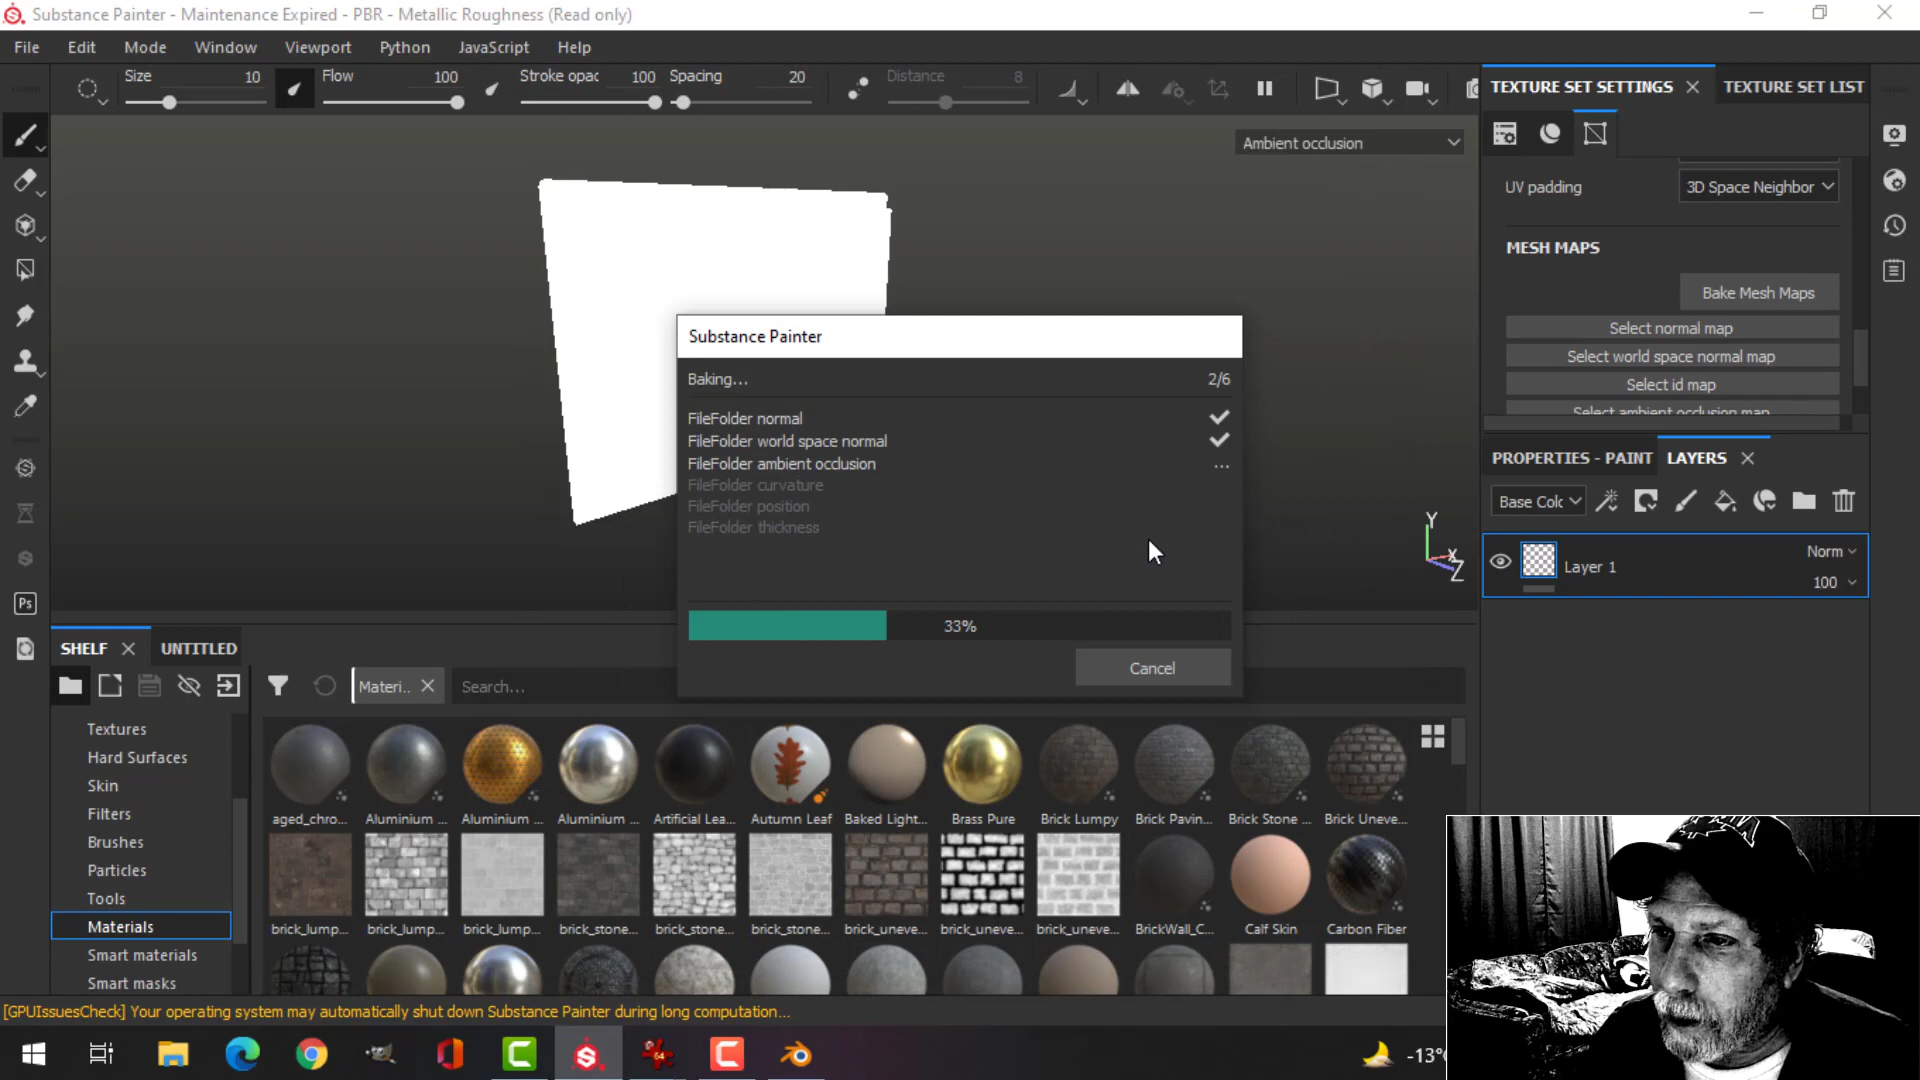 Substance Painter - Maintenance Expired - PBR - Metallic Roughness (Read only)
File Edit Mode Window Viewport Python JavaScript Help
Size 10 Flow 100 Stroke opac 100 Spacing 20 Distance 8
TEXTURE SET SETTINGS TEXTURE SET LIST
Ambient occlusion
UV padding 3D Space Neighbor
MESH MAPS
Bake Mesh Maps
Select normal map
Select world space normal map
Select id map
Select ambient occlusion map
Substance Painter
Baking... 2/6
FileFolder normal
FileFolder world space normal
FileFolder ambient occlusion ...
FileFolder curvature
FileFolder position
FileFolder thickness
33%
Cancel
PROPERTIES - PAINT LAYERS
Base Colc
Norm
Layer 1
100
Y
X
Z
Ps
SHELF UNTITLED
Materi.. Search...
Textures
Hard Surfaces
Skin
Filters
Brushes
Particles
Tools
Materials
Smart materials
Smart masks
aged_chro... Aluminium ... Aluminium ... Aluminium ... Artificial Lea... Autumn Leaf Baked Light... Brass Pure Brick Lumpy Brick Pavin... Brick Stone ... Brick Uneve...
brick_lump... brick_lump... brick_lump... brick_stone... brick_stone... brick_stone... brick_uneve... brick_uneve... brick_uneve... BrickWall_C... Calf Skin Carbon Fiber
[GPUIssuesCheck] Your operating system may automatically shut down Substance Painter during long computation...
-13°